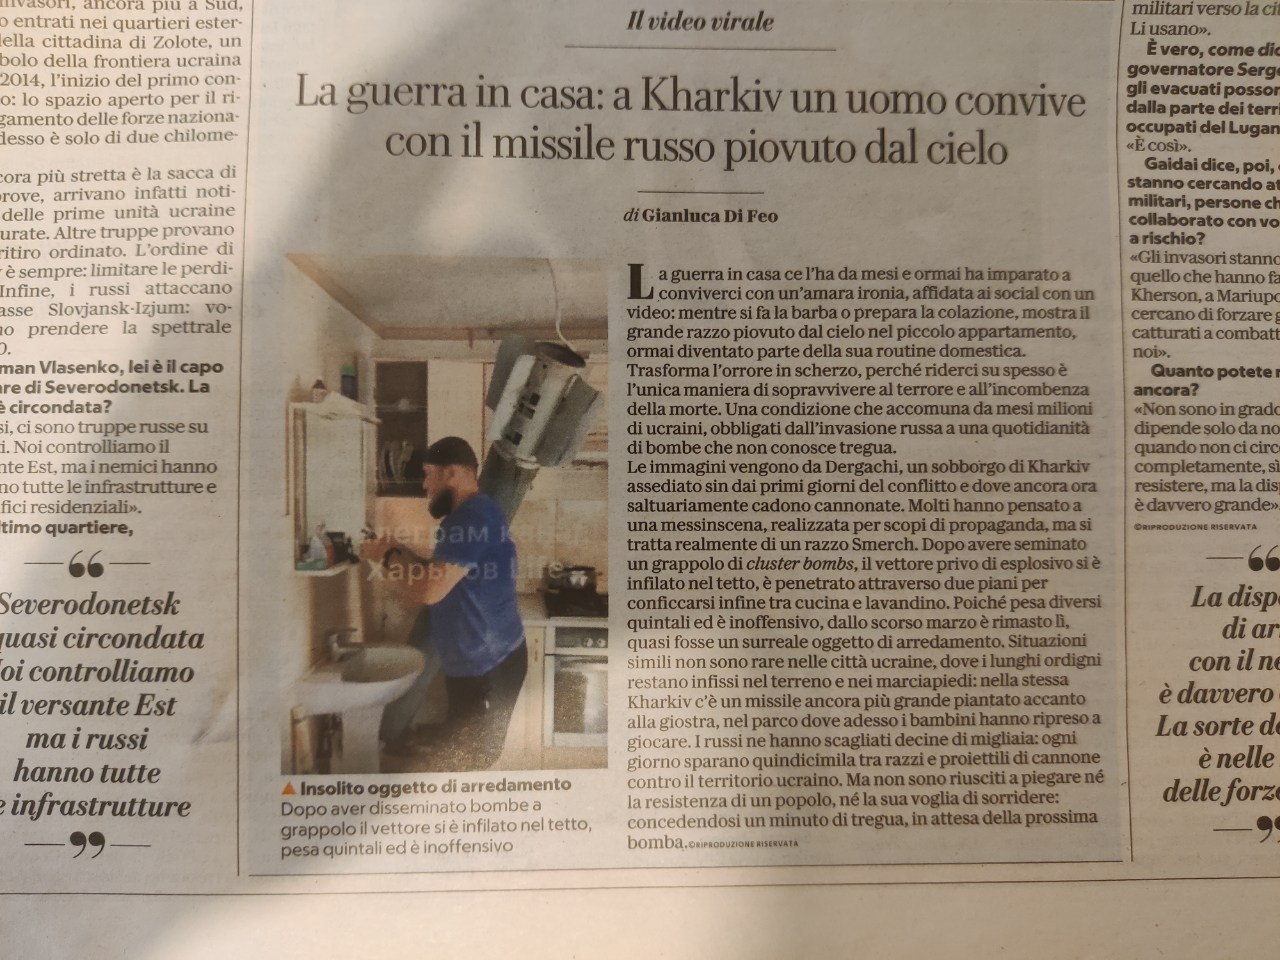 nvasori, ancora più a Sud,
o entrati nei quartieri ester-
ella cittadina di Zolote, un
bolo della frontiera ucraina
2014, l'inizio del primo con-
o: lo spazio aperto per il ri-
gamento delle forze naziona-
desso è solo di due chilome-
cora più stretta è la sacca di
prove, arrivano infatti noti-
delle prime unità ucraine
urate. Altre truppe provano
ritiro ordinato. L'ordine di
è sempre: limitare le perdi-
Infine, i russi attaccano
asse Slovjansk-Izjum: vo-
no prendere la spettrale
O.
man Vlasenko, lei è il capo
are di Severodonetsk. La
è circondata?
si, ci sono truppe russe su
i. Noi controlliamo il
nte Est, ma i nemici hanno
no tutte le infrastrutture e
fici residenziali».
ltimo quartiere,
“
Severodonetsk
quasi circondata
Noi controlliamo
il versante Est
ma i russi
hanno tutte
e infrastrutture
”
Il video virale
La guerra in casa: a Kharkiv un uomo convive
con il missile russo piovuto dal cielo
di Gianluca Di Feo
телеграм кана
Харьков Life
▲ Insolito oggetto di arredamento
Dopo aver disseminato bombe a
grappolo il vettore si è infilato nel tetto,
pesa quintali ed è inoffensivo
La guerra in casa ce l'ha da mesi e ormai ha imparato a
conviverci con un'amara ironia, affidata ai social con un
video: mentre si fa la barba o prepara la colazione, mostra il
grande razzo piovuto dal cielo nel piccolo appartamento,
ormai diventato parte della sua routine domestica.
Trasforma l'orrore in scherzo, perché riderci su spesso è
l'unica maniera di sopravvivere al terrore e all'incombenza
della morte. Una condizione che accomuna da mesi milioni
di ucraini, obbligati dall'invasione russa a una quotidianità
di bombe che non conosce tregua.
Le immagini vengono da Dergachi, un sobborgo di Kharkiv
assediato sin dai primi giorni del conflitto e dove ancora ora
saltuariamente cadono cannonate. Molti hanno pensato a
una messinscena, realizzata per scopi di propaganda, ma si
tratta realmente di un razzo Smerch. Dopo avere seminato
un grappolo di cluster bombs, il vettore privo di esplosivo si è
infilato nel tetto, è penetrato attraverso due piani per
conficcarsi infine tra cucina e lavandino. Poiché pesa diversi
quintali ed è inoffensivo, dallo scorso marzo è rimasto lì,
quasi fosse un surreale oggetto di arredamento. Situazioni
simili non sono rare nelle città ucraine, dove i lunghi ordigni
restano infissi nel terreno e nei marciapiedi: nella stessa
Kharkiv c'è un missile ancora più grande piantato accanto
alla giostra, nel parco dove adesso i bambini hanno ripreso a
giocare. I russi ne hanno scagliati decine di migliaia: ogni
giorno sparano quindicimila tra razzi e proiettili di cannone
contro il territorio ucraino. Ma non sono riusciti a piegare né
la resistenza di un popolo, né la sua voglia di sorridere:
concedendosi un minuto di tregua, in attesa della prossima
bomba. ©RIPRODUZIONE RISERVATA
militari verso la cit
Li usano».
È vero, come dic
governatore Serge
gli evacuati possor
dalla parte dei terri
occupati del Lugan
«È così».
Gaidai dice, poi, c
stanno cercando at
militari, persone ch
collaborato con vo
a rischio?
«Gli invasori stanno
quello che hanno fa
Kherson, a Mariupo
cercano di forzare g
catturati a combatt
noi».
Quanto potete r
ancora?
«Non sono in grado
dipende solo da no
quando non ci circ
completamente, sì
resistere, ma la disp
è davvero grande».
©RIPRODUZIONE RISERVATA
“
La dispo
di ar
con il ne
è davvero
La sorte de
è nelle
delle forze
”